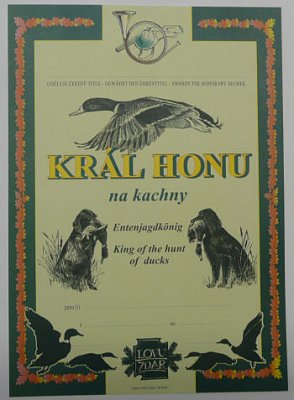 UDĚLUJE ČESTNÝ TITUL - GEWÄHRT DEN EHRENTITEL - AWARDS THE HONORARY DEGREE
KRÁL HONU
na kachny
Entenjagdkönig
King of the hunt
of ducks
LOVU
ZDAR